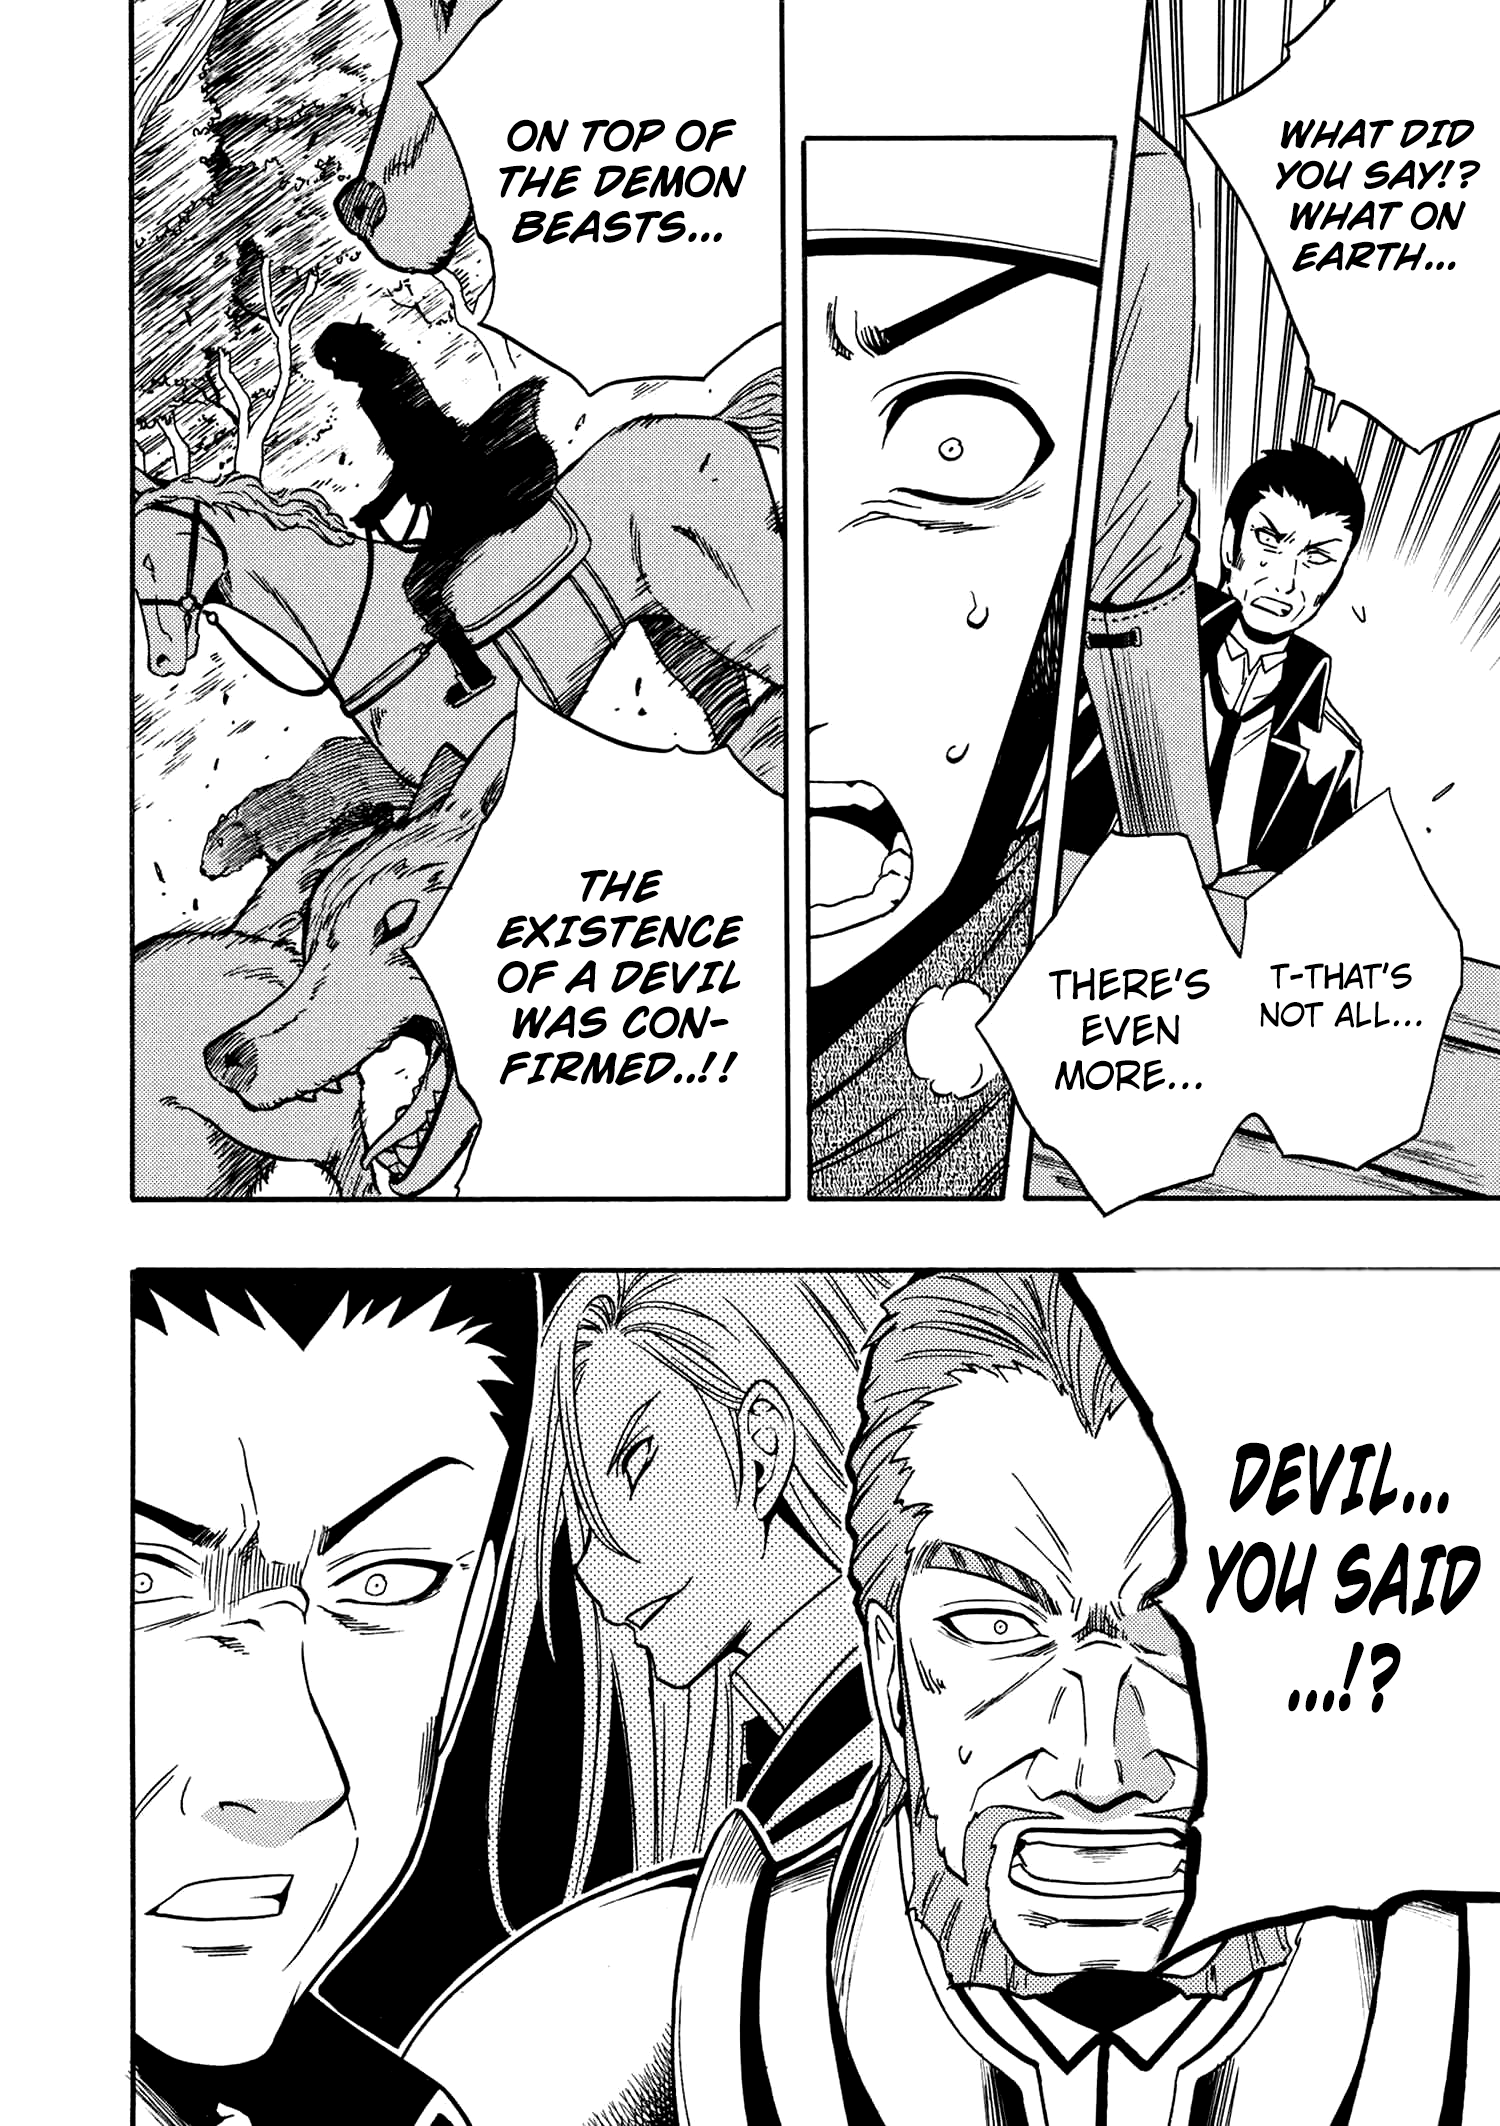 WHAT DID
YOU SAY!?
WHAT ON
EARTH...
T-THAT'S
NOT ALL...
THERE'S
EVEN
MORE...
ON TOP OF
THE DEMON
BEASTS...
THE
EXISTENCE
OF A DEVIL
WAS CON-
FIRMED..!!
DEVIL...
YOU SAID
...!?